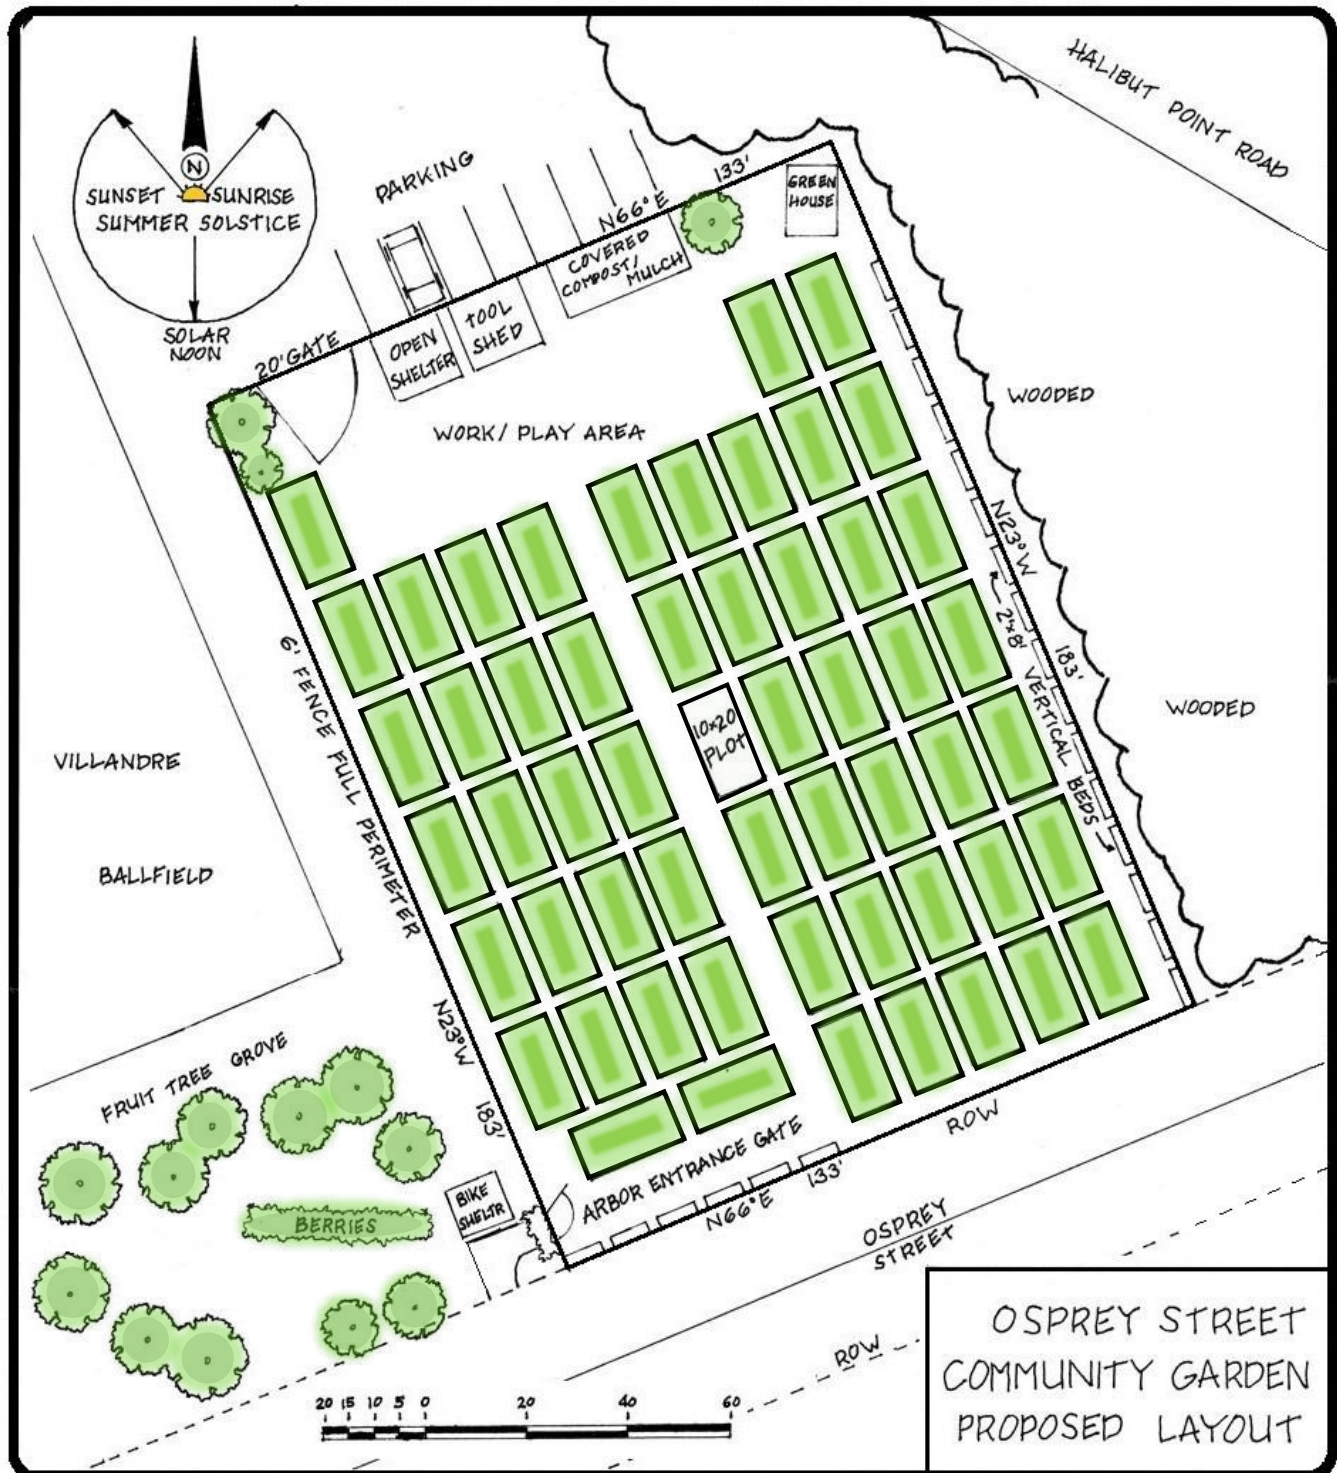 HALIBUT POINT ROAD
PARKING
N
SUNSET SUNRISE
SUMMER SOLSTICE
SOLAR
NOON
133'
N66°E
GREEN
HOUSE
COVERED
COMPOST/
MULCH
TOOL
SHED
OPEN
SHELTER
20' GATE
WORK/ PLAY AREA
WOODED
N23°W
2'x8' VERTICAL BEDS
183'
WOODED
10x20
PLOT
6' FENCE FULL PERIMETER
VILLANDRE
BALLFIELD
N23°W
183'
FRUIT TREE GROVE
BERRIES
BIKE
SHELTR
ARBOR ENTRANCE GATE
N66°E
133'
ROW
OSPREY
STREET
ROW
20 15 10 5 0 20 40 60
OSPREY STREET
COMMUNITY GARDEN
PROPOSED LAYOUT